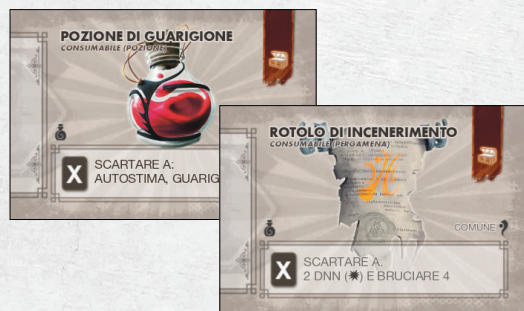 POZIONE DI GUARIGIONE
CONSUMABILE (POZIONE)
X
SCARTARE A:
AUTOSTIMA, GUARIG
ROTOLO DI INCENERIMENTO
CONSUMABILE (PERGAMENA)
COMUNE
X
SCARTARE A:
2 DNN (✹) E BRUCIARE 4